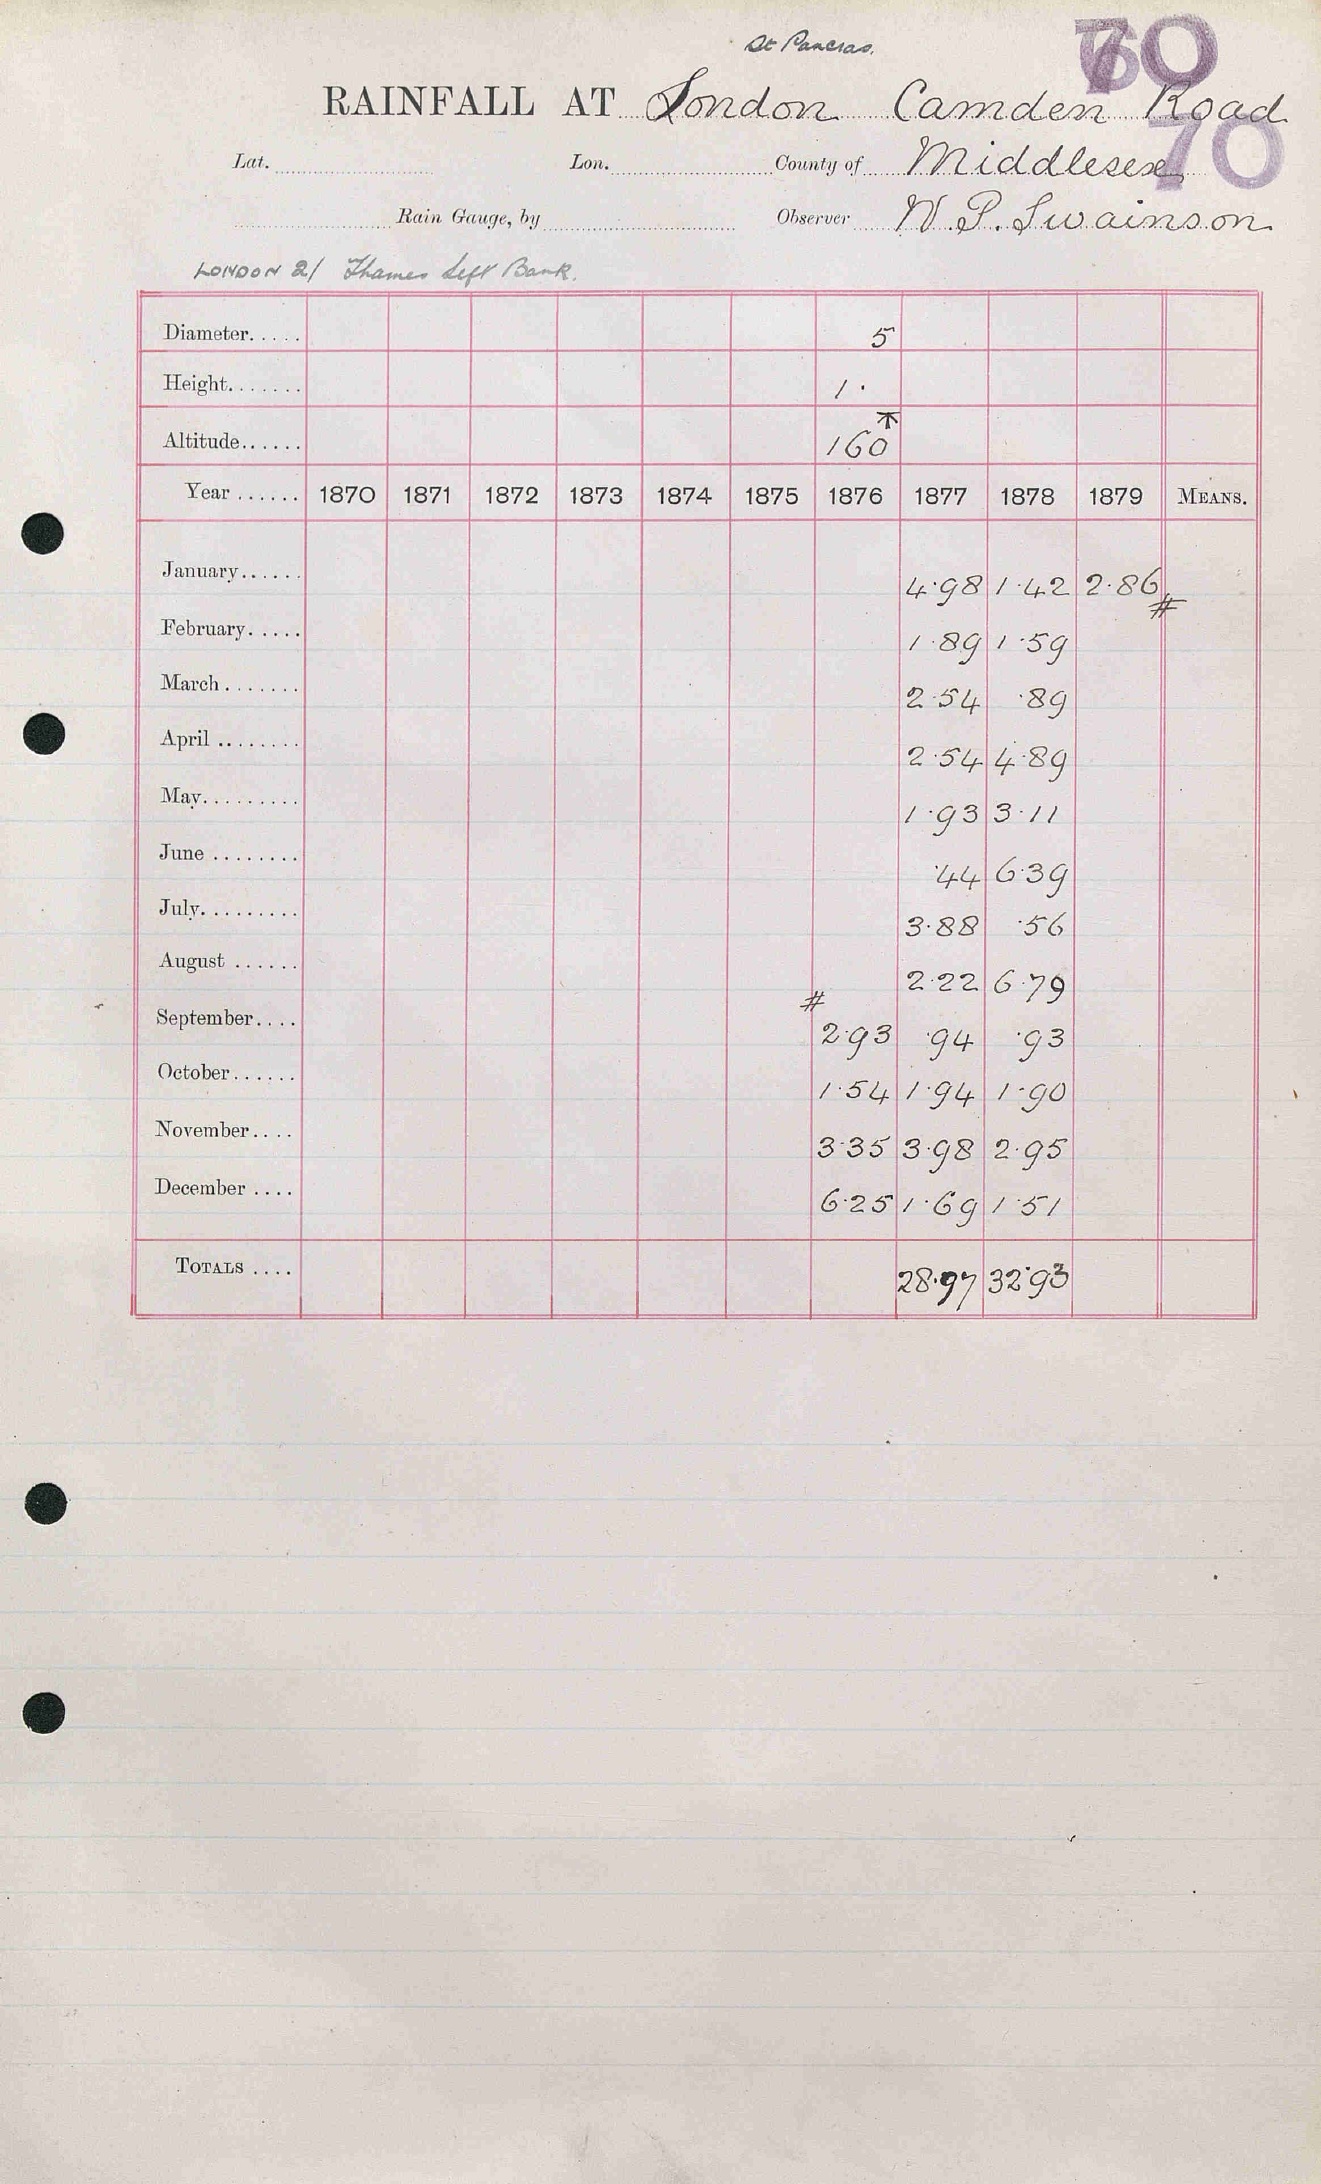 St Pancras.
70
RAINFALL AT London Camden Road
70
Lat. Lon. County of Middlesex
Rain Gauge, by Observer W. P. Swainson
LONDON 2/ Thames Left Bank.
Diameter..... 5
Height....... 1·
Altitude...... 160
Year ...... 1870 1871 1872 1873 1874 1875 1876 1877 1878 1879 MEANS.
January...... 4·98 1·42 2·86 #
February..... 1·89 1·59
March ....... 2·54 ·89
April ........ 2·54 4·89
May......... 1·93 3·11
June ........ ·44 6·39
July......... 3·88 ·56
August ...... 2·22 6·79
September.... # 2·93 ·94 ·93
October...... 1·54 1·94 1·90
November.... 3·35 3·98 2·95
December .... 6·25 1·69 1·51
TOTALS .... 28·97 32·93